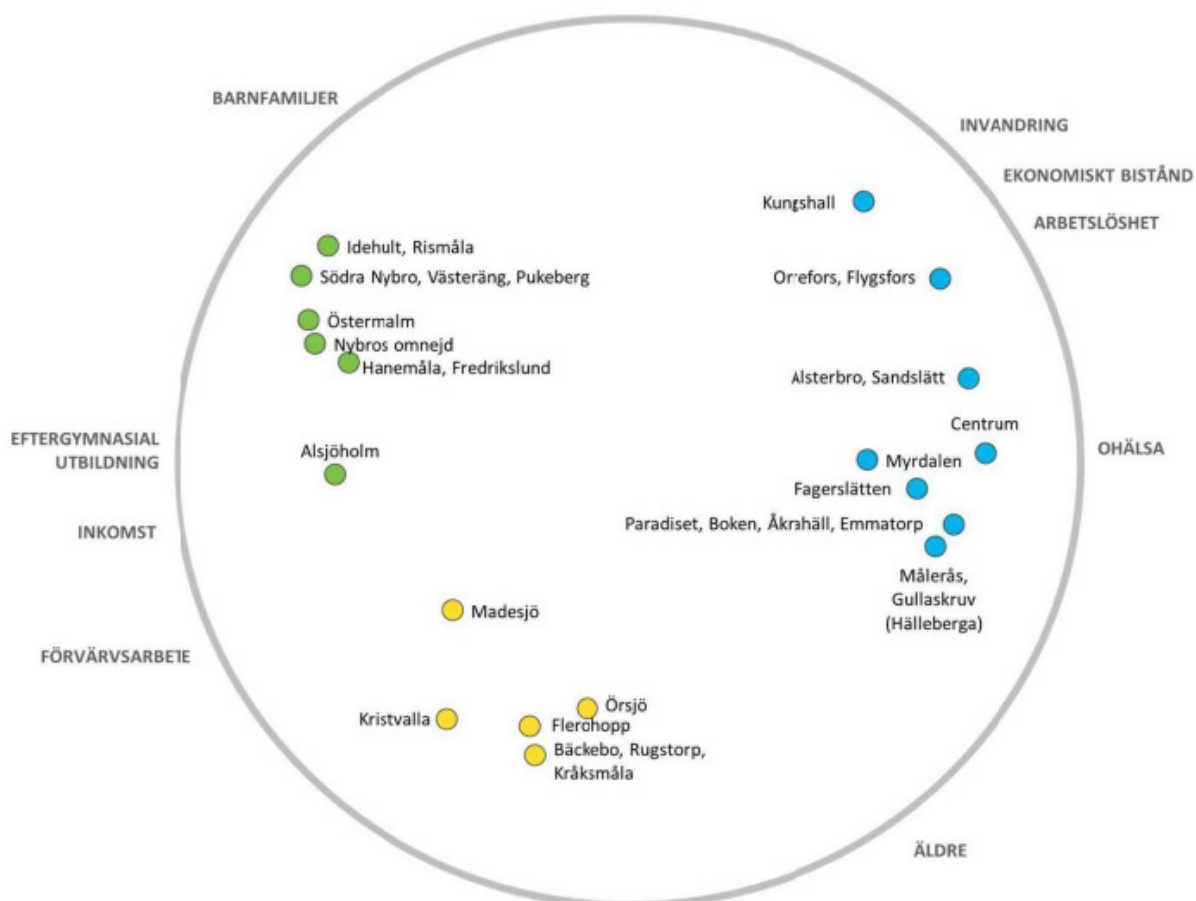 BARNFAMILJER
INVANDRING
EKONOMISKT BISTÅND
ARBETSLÖSHET
Kungshall
Idehult, Rismåla
Södra Nybro, Västeräng, Pukeberg
Orrefors, Flygsfors
Östermalm
Nybros omnejd
Hanemåla, Fredrikslund
Alsterbro, Sandslätt
Centrum
EFTERGYMNASIAL
UTBILDNING
OHÄLSA
Alsjöholm
Myrdalen
Fagerslätten
INKOMST
Paradiset, Boken, Åkrahäll, Emmatorp
Målerås,
Gullaskruv
(Hälleberga)
Madesjö
FÖRVÄRVSARBETE
Örsjö
Kristvalla
Flerohopp
Bäckebo, Rugstorp,
Kråksmåla
ÄLDRE